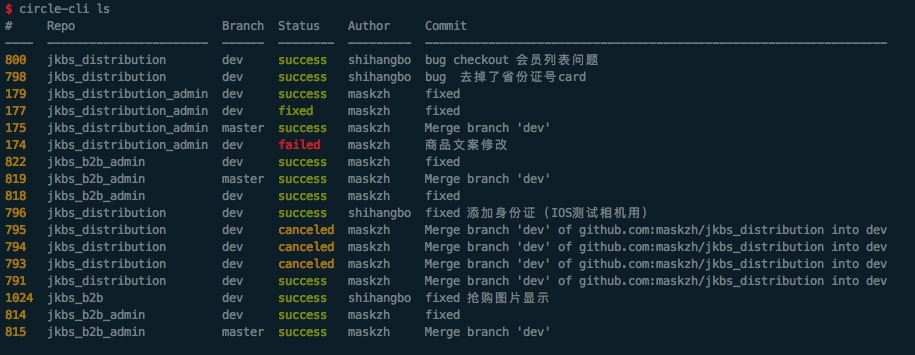 $ circle-cli ls
# Repo Branch Status Author Commit
800 jkbs_distribution dev success shihangbo bug checkout 会员列表问题
798 jkbs_distribution dev success shihangbo bug 去掉了省份证号card
179 jkbs_distribution_admin dev success maskzh fixed
177 jkbs_distribution_admin dev fixed maskzh fixed
175 jkbs_distribution_admin master success maskzh Merge branch 'dev'
174 jkbs_distribution_admin dev failed maskzh 商品文案修改
822 jkbs_b2b_admin dev success maskzh fixed
819 jkbs_b2b_admin master success maskzh Merge branch 'dev'
818 jkbs_b2b_admin dev success maskzh fixed
796 jkbs_distribution dev success shihangbo fixed 添加身份证（IOS测试相机用）
795 jkbs_distribution dev canceled maskzh Merge branch 'dev' of github.com:maskzh/jkbs_distribution into dev
794 jkbs_distribution dev canceled maskzh Merge branch 'dev' of github.com:maskzh/jkbs_distribution into dev
793 jkbs_distribution dev canceled maskzh Merge branch 'dev' of github.com:maskzh/jkbs_distribution into dev
791 jkbs_distribution dev success maskzh Merge branch 'dev' of github.com:maskzh/jkbs_distribution into dev
1024 jkbs_b2b dev success shihangbo fixed 抢购图片显示
814 jkbs_b2b_admin dev success maskzh fixed
815 jkbs_b2b_admin master success maskzh Merge branch 'dev'